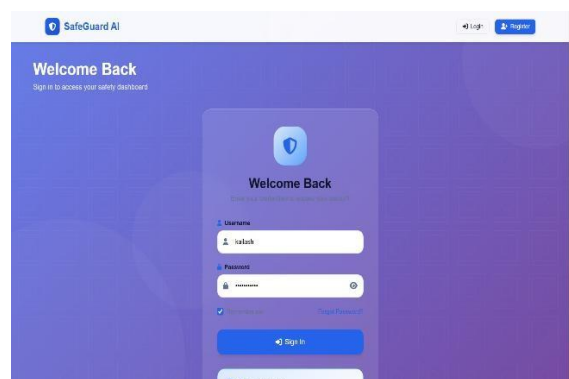 SafeGuard AI
Login
Register
Welcome Back
Sign in to access your safety dashboard
Welcome Back
Username
kailash
Password
Forgot Password?
Sign In